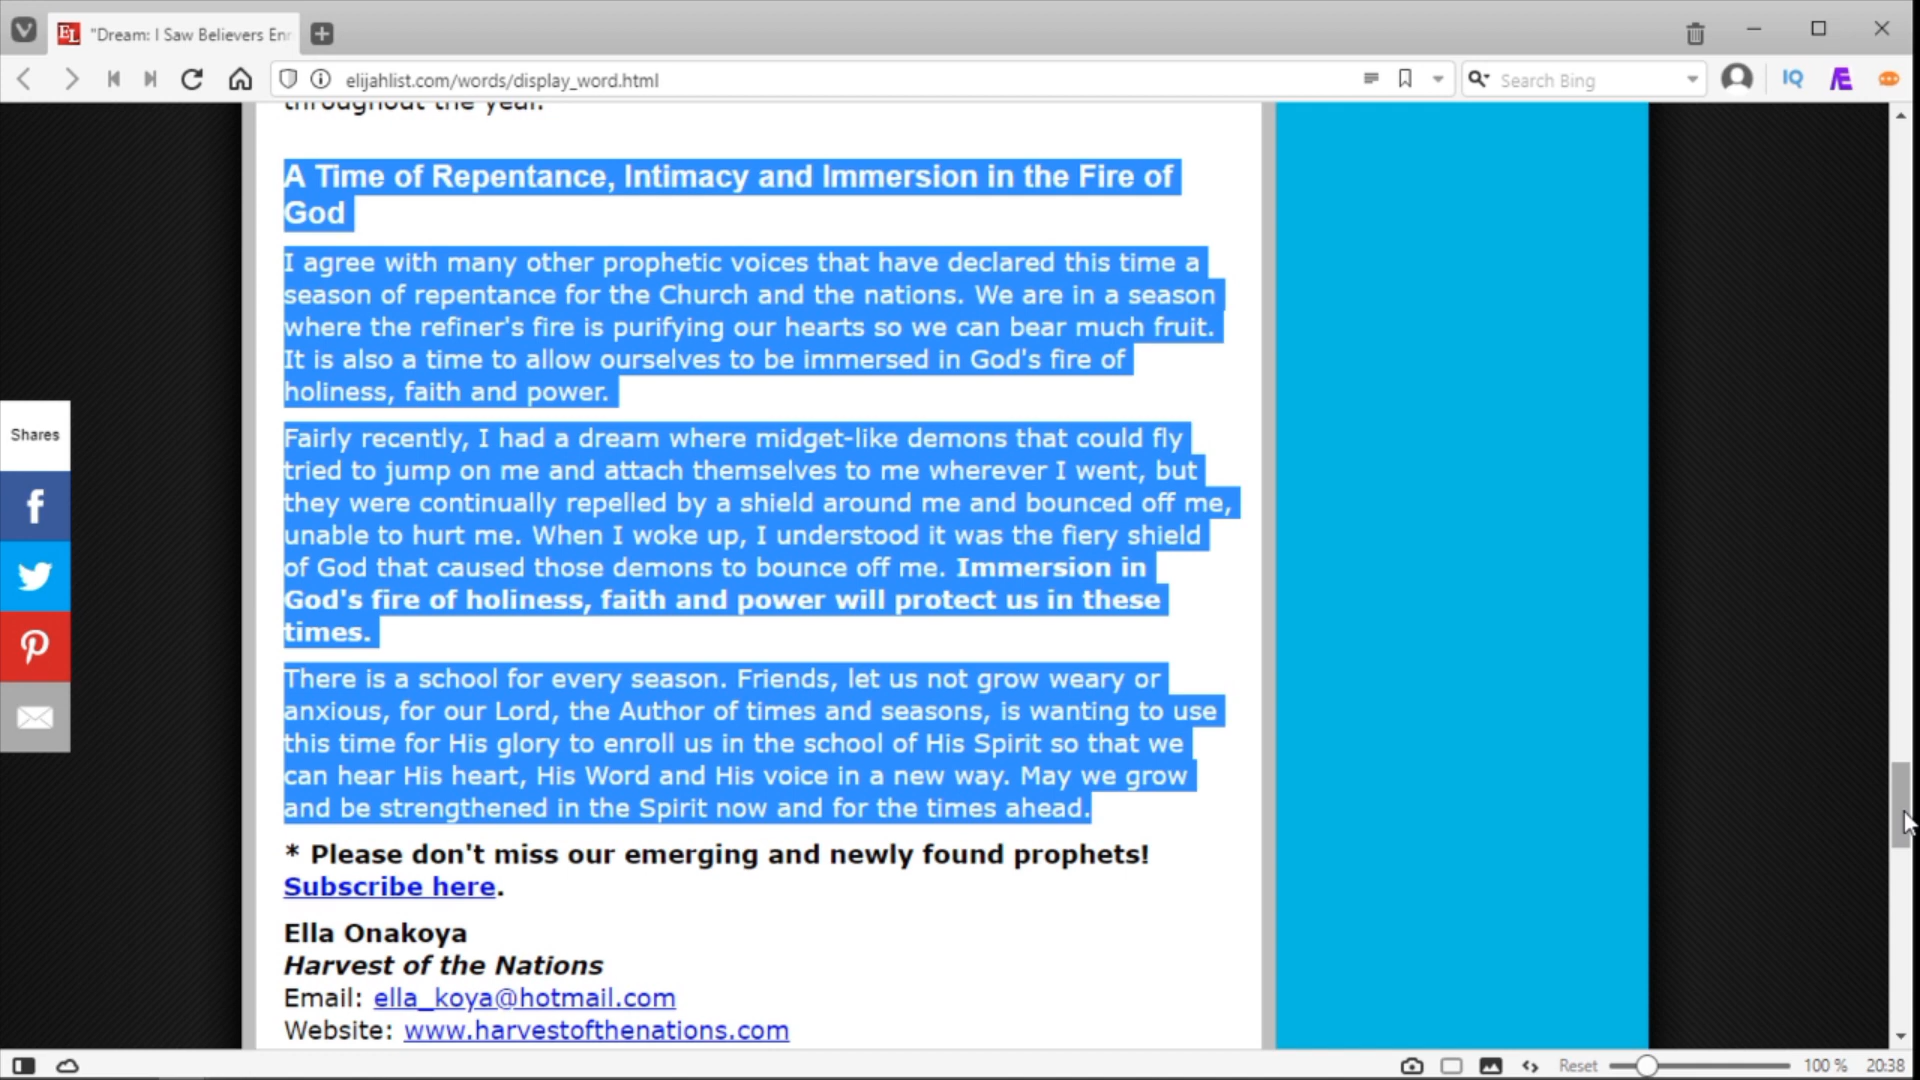 "Dream: I Saw Believers Enr
elijahlist.com/words/display_word.html
Search Bing
IQ
throughout the year.
A Time of Repentance, Intimacy and Immersion in the Fire of
God
I agree with many other prophetic voices that have declared this time a
season of repentance for the Church and the nations. We are in a season
where the refiner's fire is purifying our hearts so we can bear much fruit.
It is also a time to allow ourselves to be immersed in God's fire of
holiness, faith and power.
Fairly recently, I had a dream where midget-like demons that could fly
tried to jump on me and attach themselves to me wherever I went, but
they were continually repelled by a shield around me and bounced off me,
unable to hurt me. When I woke up, I understood it was the fiery shield
of God that caused those demons to bounce off me. Immersion in
God's fire of holiness, faith and power will protect us in these
times.
There is a school for every season. Friends, let us not grow weary or
anxious, for our Lord, the Author of times and seasons, is wanting to use
this time for His glory to enroll us in the school of His Spirit so that we
can hear His heart, His Word and His voice in a new way. May we grow
and be strengthened in the Spirit now and for the times ahead.
* Please don't miss our emerging and newly found prophets!
Subscribe here.
Ella Onakoya
Harvest of the Nations
Email: ella_koya@hotmail.com
Website: www.harvestofthenations.com
Shares
Reset
100 %
20:38